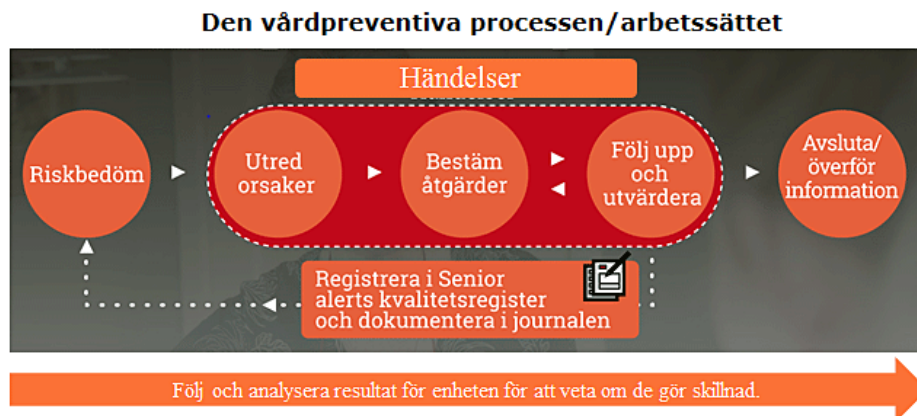 Den vårdpreventiva processen/arbetssättet
Händelser
Riskbedöm
Utred
orsaker
Bestäm
åtgärder
Följ upp
och
utvärdera
Avsluta/
överför
information
Registrera i Senior
alerts kvalitetsregister
och dokumentera i journalen
Följ och analysera resultat för enheten för att veta om de gör skillnad.